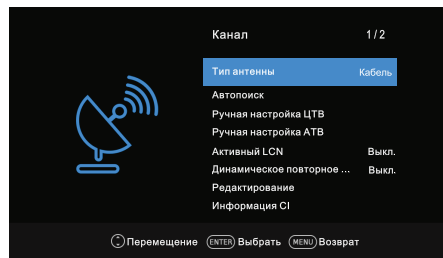 Канал 1/2
Тип антенны Кабель
Автопоиск
Ручная настройка ЦТВ
Ручная настройка АТВ
Активный LCN Выкл.
Динамическое повторное ... Выкл.
Редактирование
Информация CI
Перемещение ENTER Выбрать MENU Возврат